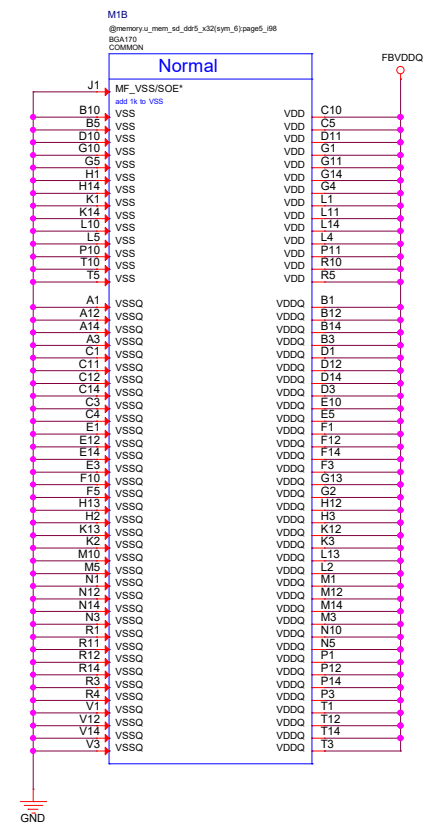 M1B
@memory.u_mem_sd_ddr5_x32(sym_6):page5_i98
BGA170
COMMON
Normal
FBVDDQ
J1 MF_VSS/SOE*
add 1k to VSS
B10 VSS VDD C10
B5 VSS VDD C5
D10 VSS VDD D11
G10 VSS VDD G1
G5 VSS VDD G11
H1 VSS VDD G14
H14 VSS VDD G4
K1 VSS VDD L1
K14 VSS VDD L11
L10 VSS VDD L14
L5 VSS VDD L4
P10 VSS VDD P11
T10 VSS VDD R10
T5 VSS VDD R5
A1 VSSQ VDDQ B1
A12 VSSQ VDDQ B12
A14 VSSQ VDDQ B14
A3 VSSQ VDDQ B3
C1 VSSQ VDDQ D1
C11 VSSQ VDDQ D12
C12 VSSQ VDDQ D14
C14 VSSQ VDDQ D3
C3 VSSQ VDDQ E10
C4 VSSQ VDDQ E5
E1 VSSQ VDDQ F1
E12 VSSQ VDDQ F12
E14 VSSQ VDDQ F14
E3 VSSQ VDDQ F3
F10 VSSQ VDDQ G13
F5 VSSQ VDDQ G2
H13 VSSQ VDDQ H12
H2 VSSQ VDDQ H3
K13 VSSQ VDDQ K12
K2 VSSQ VDDQ K3
M10 VSSQ VDDQ L13
M5 VSSQ VDDQ L2
N1 VSSQ VDDQ M1
N12 VSSQ VDDQ M12
N14 VSSQ VDDQ M14
N3 VSSQ VDDQ M3
R1 VSSQ VDDQ N10
R11 VSSQ VDDQ N5
R12 VSSQ VDDQ P1
R14 VSSQ VDDQ P12
R3 VSSQ VDDQ P14
R4 VSSQ VDDQ P3
V1 VSSQ VDDQ T1
V12 VSSQ VDDQ T12
V14 VSSQ VDDQ T14
V3 VSSQ VDDQ T3
GND